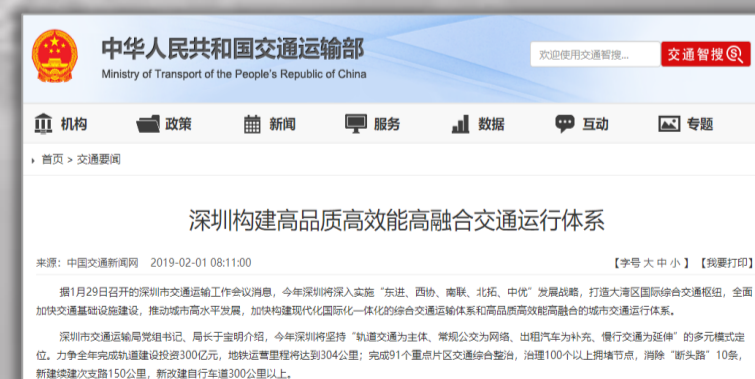 中华人民共和国交通运输部
Ministry of Transport of the People's Republic of China
欢迎使用交通智搜...
交通智搜
机构 政策 新闻 服务 数据 互动 专题
首页 > 交通要闻
深圳构建高品质高效能高融合交通运行体系
来源：中国交通新闻网 2019-02-01 08:11:00 【字号 大 中 小 】 【我要打印】
据1月29日召开的深圳市交通运输工作会议消息，今年深圳将深入实施“东进、西协、南联、北拓、中优”发展战略，打造大湾区国际综合交通枢纽，全面
加快交通基础设施建设，推动城市高水平发展，加快构建现代化国际化一体化的综合交通运输体系和高品质高效能高融合的城市交通运行体系。
深圳市交通运输局党组书记、局长于宝明介绍，今年深圳将坚持“轨道交通为主体、常规公交为网络、出租汽车为补充、慢行交通为延伸”的多元模式定
位。力争全年完成轨道建设投资300亿元，地铁运营里程将达到304公里；完成91个重点片区交通综合整治，治理100个以上拥堵节点，消除“断头路”10条，
新建续建次支路150公里，新改建自行车道300公里以上。